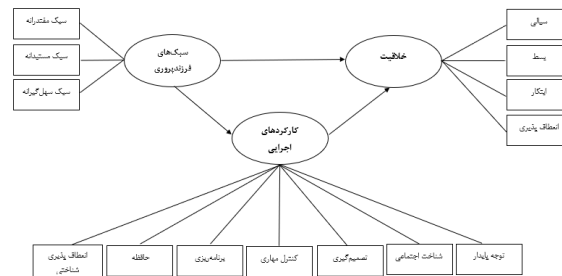 سبک مقتدرانه
سبک مستبدانه
سبک سهل‌گیرانه
سبک‌های
فرزندپروری
خلاقیت
سیالی
بسط
ابتکار
انعطاف پذیری
کارکردهای
اجرایی
توجه پایدار
شناخت اجتماعی
تصمیم‌گیری
کنترل مهاری
برنامه‌ریزی
حافظه
انعطاف پذیری
شناختی